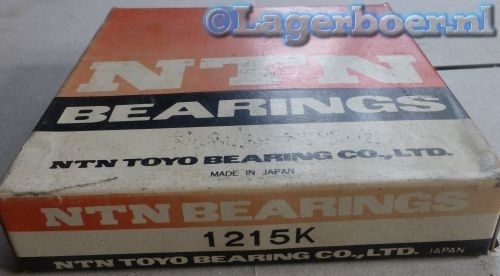 ©Lagerboer.nl
NTN
BEARINGS
NTN TOYO BEARING CO., LTD.
MADE IN JAPAN
NTN BEARINGS
1215K
NTN TOYO BEARING CO., LTD. JAPAN